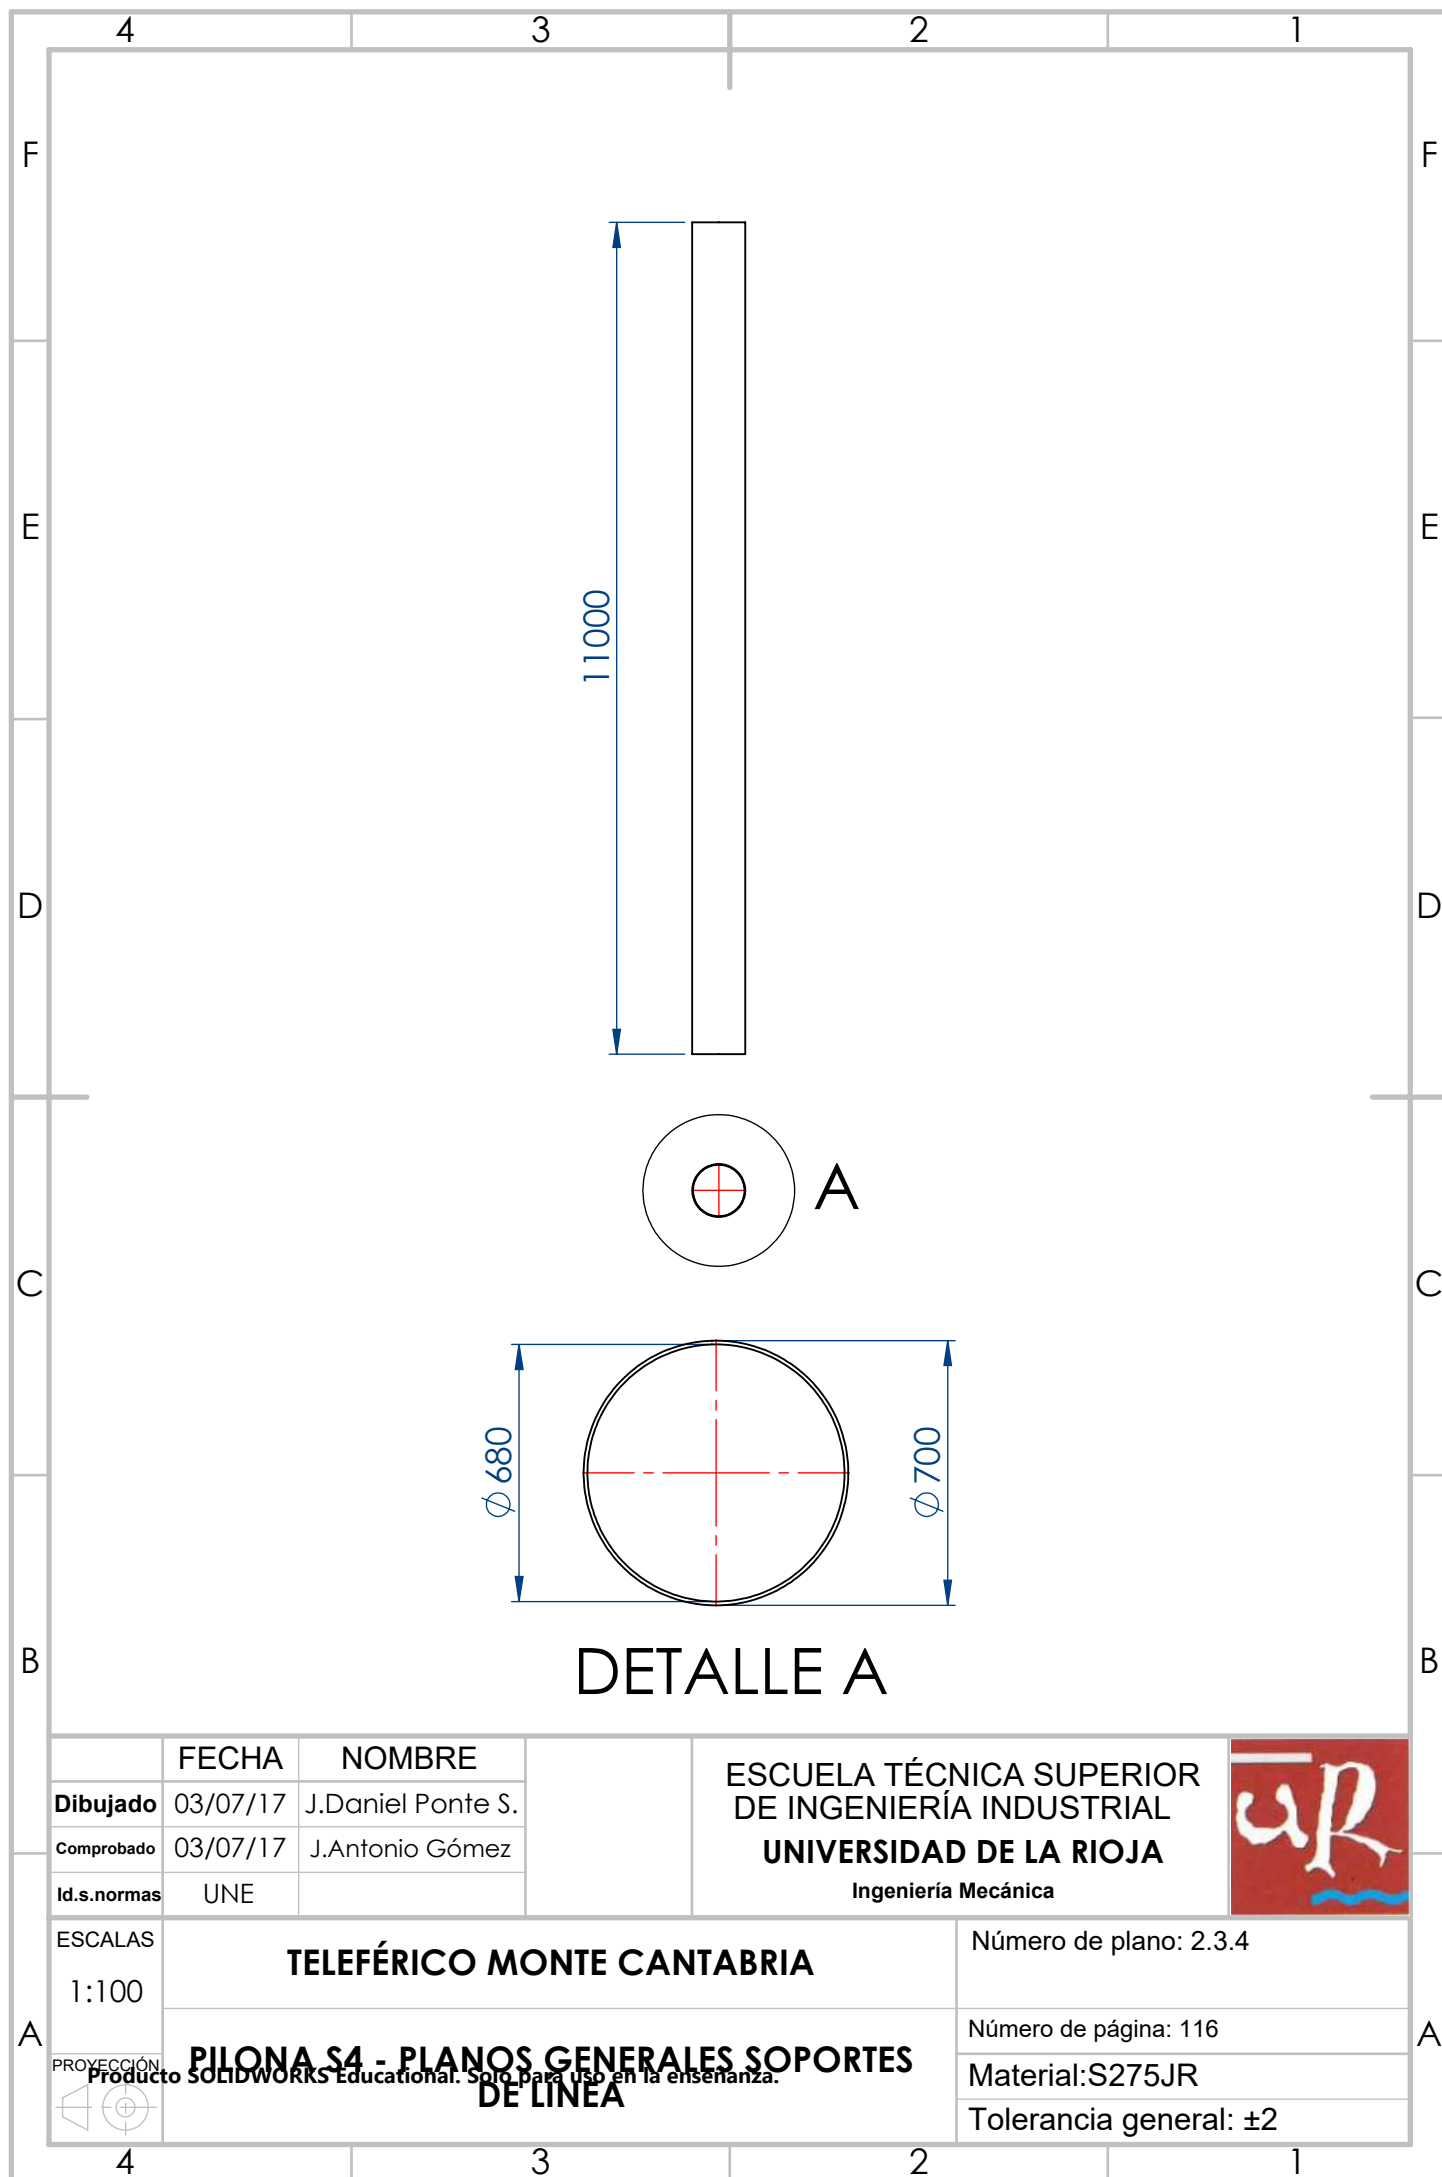 4 3 2 1
F F
E E
D D
C C
B B
A A
11000
A
Ø 680
Ø 700
DETALLE A
FECHA NOMBRE
Dibujado 03/07/17 J.Daniel Ponte S.
Comprobado 03/07/17 J.Antonio Gómez
Id.s.normas UNE
ESCUELA TÉCNICA SUPERIOR
DE INGENIERÍA INDUSTRIAL
UNIVERSIDAD DE LA RIOJA
Ingeniería Mecánica
uR
ESCALAS
1:100
TELEFÉRICO MONTE CANTABRIA
Número de plano: 2.3.4
Número de página: 116
PROYECCIÓN
PILONA S4 - PLANOS GENERALES SOPORTES
DE LÍNEA
Producto SOLIDWORKS Educational. Solo para uso en la enseñanza.
Material:S275JR
Tolerancia general: ±2
4 3 2 1